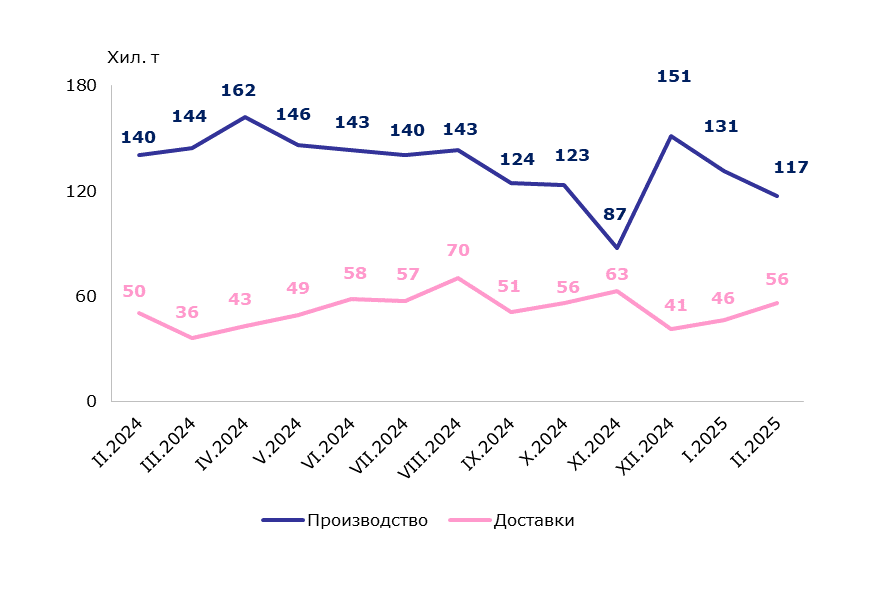 Хил. т
180
120
60
0
140 144 162 146 143 140 143 124 123 87 151 131 117
50 36 43 49 58 57 70 51 56 63 41 46 56
II.2024 III.2024 IV.2024 V.2024 VI.2024 VII.2024 VIII.2024 IX.2024 X.2024 XI.2024 XII.2024 I.2025 II.2025
Производство Доставки